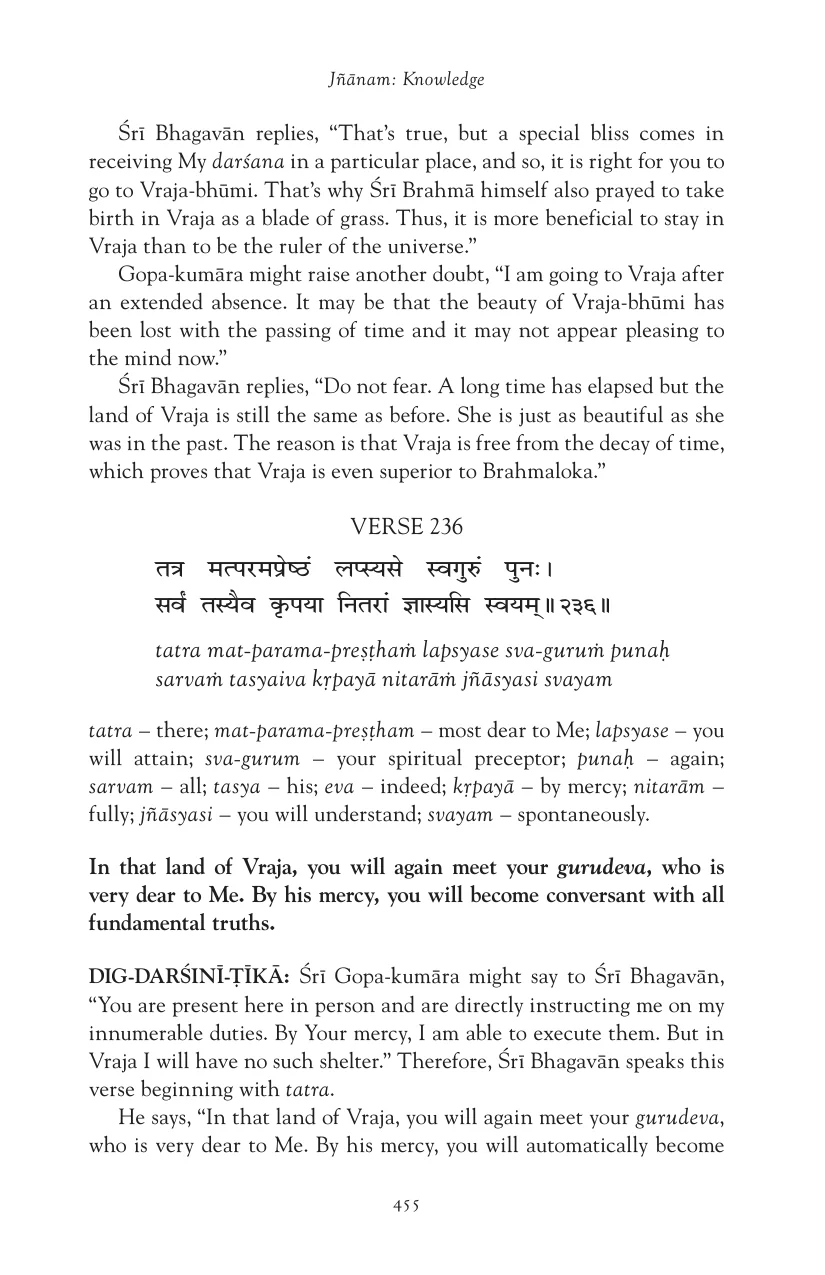 Jñānam: Knowledge
Śrī Bhagavān replies, “That’s true, but a special bliss comes in
receiving My darśana in a particular place, and so, it is right for you to
go to Vraja-bhūmi. That’s why Śrī Brahmā himself also prayed to take
birth in Vraja as a blade of grass. Thus, it is more beneficial to stay in
Vraja than to be the ruler of the universe.”
Gopa-kumāra might raise another doubt, “I am going to Vraja after
an extended absence. It may be that the beauty of Vraja-bhūmi has
been lost with the passing of time and it may not appear pleasing to
the mind now.”
Śrī Bhagavān replies, “Do not fear. A long time has elapsed but the
land of Vraja is still the same as before. She is just as beautiful as she
was in the past. The reason is that Vraja is free from the decay of time,
which proves that Vraja is even superior to Brahmaloka.”
VERSE 236
तत्र मत्परमप्रेष्ठं लप्स्यसे स्वगुरुं पुनः।
सर्वं तस्यैव कृपया नितरां ज्ञास्यसि स्वयम्॥२३६॥
tatra mat-parama-preṣṭhaṁ lapsyase sva-guruṁ punaḥ
sarvaṁ tasyaiva kṛpayā nitarāṁ jñāsyasi svayam
tatra – there; mat-parama-preṣṭham – most dear to Me; lapsyase – you
will attain; sva-gurum – your spiritual preceptor; punaḥ – again;
sarvam – all; tasya – his; eva – indeed; kṛpayā – by mercy; nitarām –
fully; jñāsyasi – you will understand; svayam – spontaneously.
In that land of Vraja, you will again meet your gurudeva, who is
very dear to Me. By his mercy, you will become conversant with all
fundamental truths.
DIG-DARŚINĪ-ṬĪKĀ: Śrī Gopa-kumāra might say to Śrī Bhagavān,
“You are present here in person and are directly instructing me on my
innumerable duties. By Your mercy, I am able to execute them. But in
Vraja I will have no such shelter.” Therefore, Śrī Bhagavān speaks this
verse beginning with tatra.
He says, “In that land of Vraja, you will again meet your gurudeva,
who is very dear to Me. By his mercy, you will automatically become
455